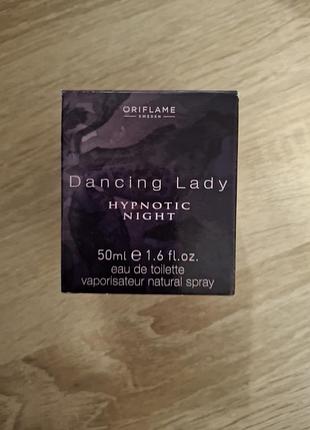 ORIFLAME
SWEDEN
Dancing Lady
HYPNOTIC
NIGHT
50ml ℮ 1.6 fl.oz.
eau de toilette
vaporisateur natural spray